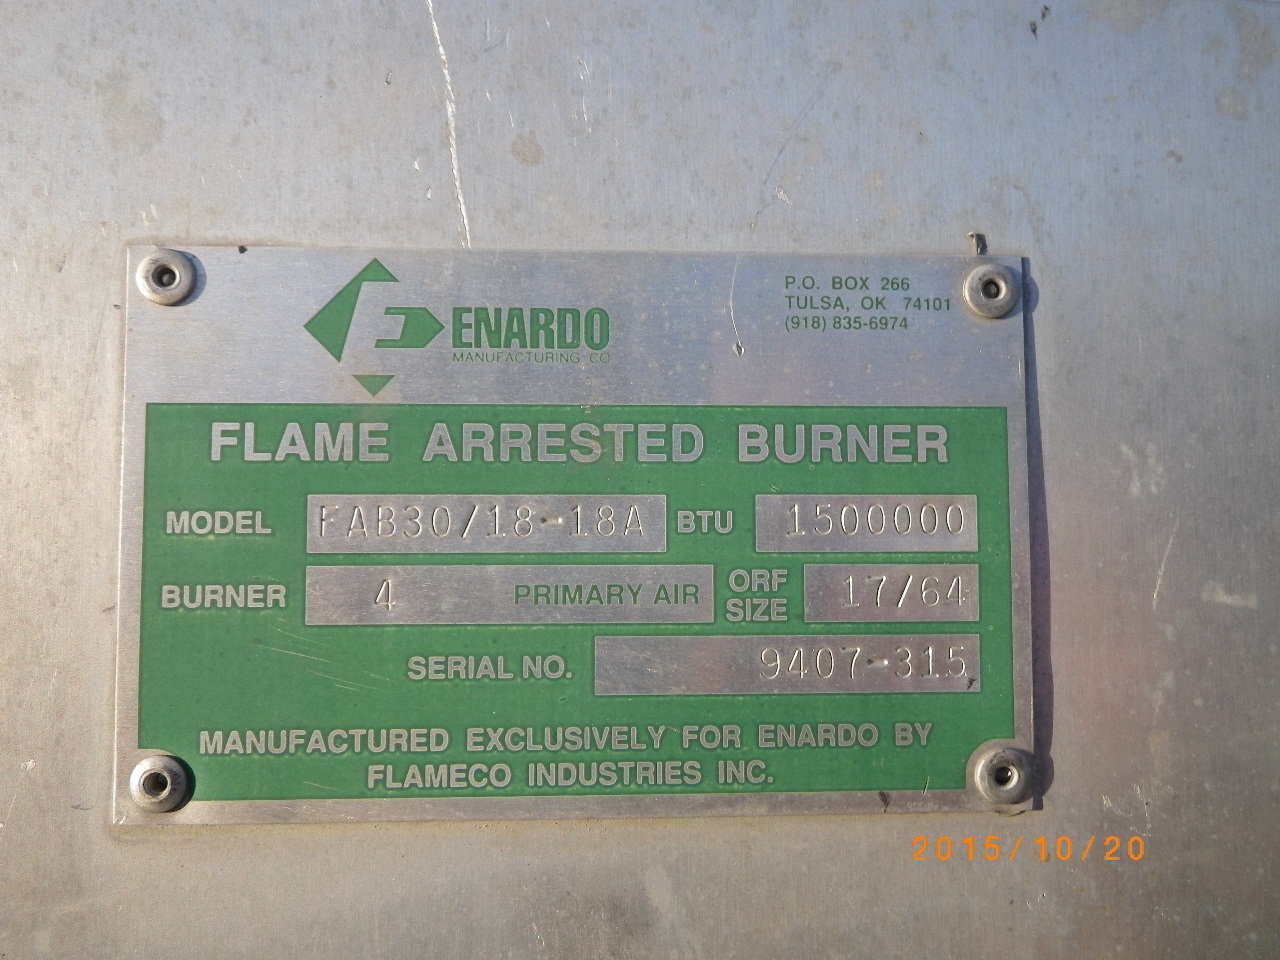 ENARDO
MANUFACTURING CO
P.O. BOX 266
TULSA, OK 74101
(918) 835-6974
FLAME ARRESTED BURNER
MODEL FAB30/18-18A BTU 1500000
BURNER 4 PRIMARY AIR ORF SIZE 17/64
SERIAL NO. 9407-315
MANUFACTURED EXCLUSIVELY FOR ENARDO BY
FLAMECO INDUSTRIES INC.
2015/10/20